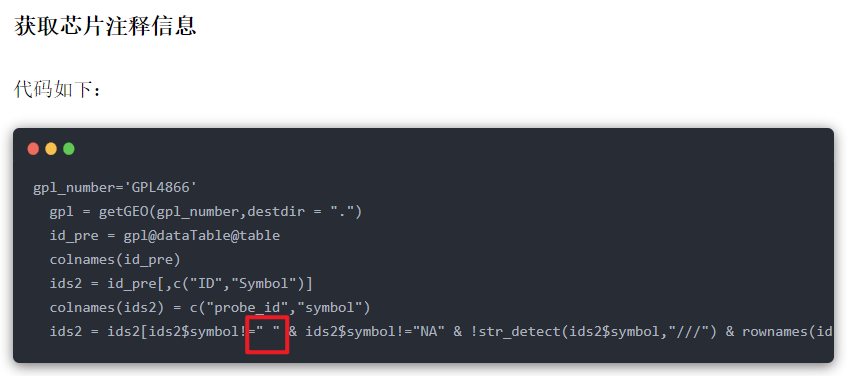 获取芯片注释信息
代码如下：
gpl_number='GPL4866'
gpl = getGEO(gpl_number,destdir = ".")
id_pre = gpl@dataTable@table
colnames(id_pre)
ids2 = id_pre[,c("ID","Symbol")]
colnames(ids2) = c("probe_id","symbol")
ids2 = ids2[ids2$symbol!=" " & ids2$symbol!="NA" & !str_detect(ids2$symbol,"///") & rownames(id